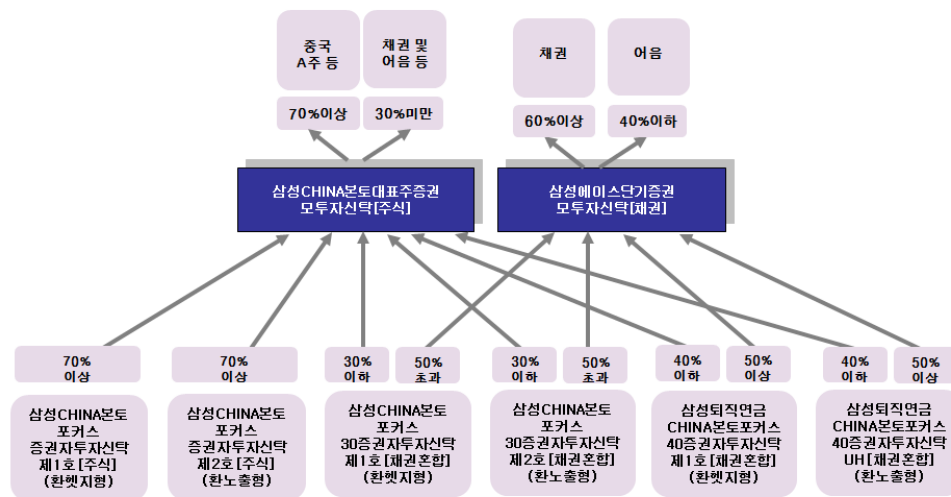 중국
A주 등
채권 및
어음 등
채권
어음
70%이상
30%미만
60%이상
40%이하
삼성CHINA본토대표주증권
모투자신탁[주식]
삼성에이스단기증권
모투자신탁[채권]
70%
이상
70%
이상
30%
이하
50%
초과
30%
이하
50%
초과
40%
이하
50%
이상
40%
이하
50%
이상
삼성CHINA본토
포커스
증권자투자신탁
제1호[주식]
(환헷지형)
삼성CHINA본토
포커스
증권자투자신탁
제2호[주식]
(환노출형)
삼성CHINA본토
포커스
30증권자투자신탁
제1호[채권혼합]
(환헷지형)
삼성CHINA본토
포커스
30증권자투자신탁
제2호[채권혼합]
(환노출형)
삼성퇴직연금
CHINA본토포커스
40증권자투자신탁
제1호[채권혼합]
(환헷지형)
삼성퇴직연금
CHINA본토포커스
40증권자투자신탁
UH[채권혼합]
(환노출형)